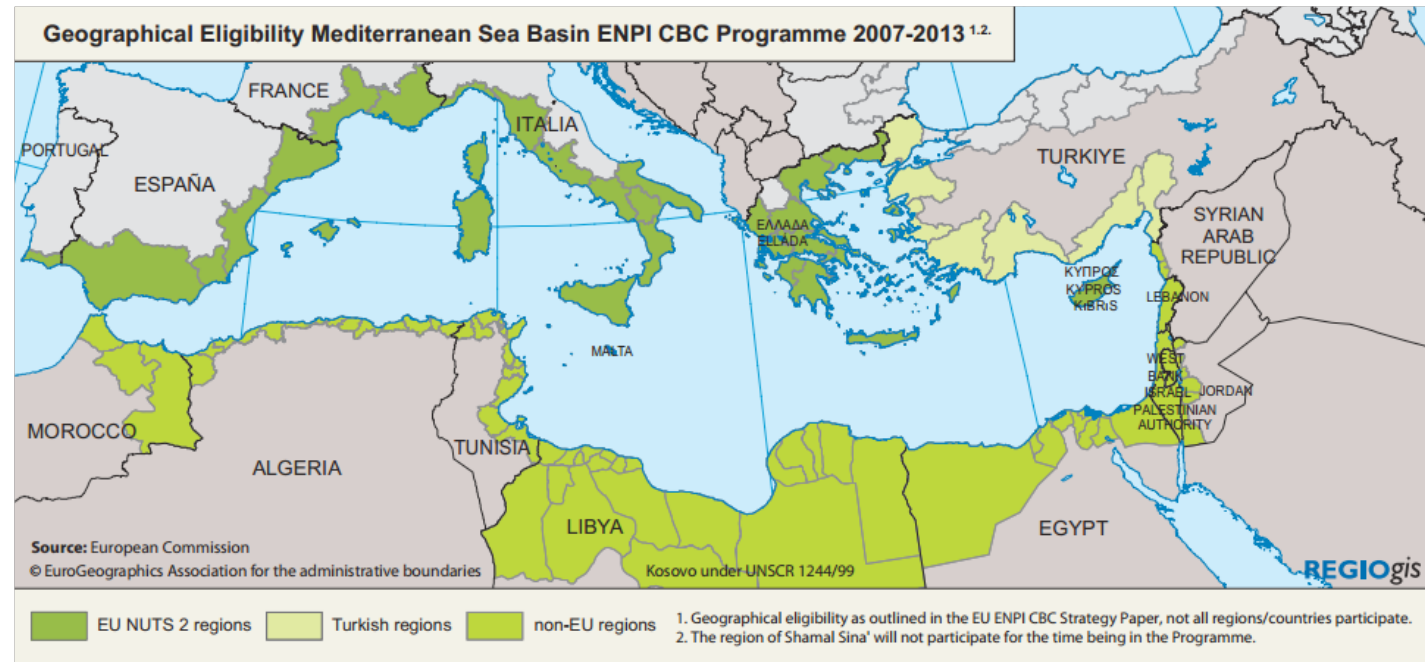 Geographical Eligibility Mediterranean Sea Basin ENPI CBC Programme 2007-2013 1.2.
FRANCE
ITALIA
PORTUGAL
ESPAÑA
TURKIYE
SYRIAN
ARAB
REPUBLIC
ΕΛΛΑΔΑ
ELLADA
ΚΥΠΡΟΣ
KYPROS
KIBRIS
LEBANON
MALTA
WEST
BANK
ISRAEL
JORDAN
PALESTINIAN
AUTHORITY
MOROCCO
ALGERIA
TUNISIA
LIBYA
EGYPT
Source: European Commission
© EuroGeographics Association for the administrative boundaries
Kosovo under UNSCR 1244/99
REGIOgis
EU NUTS 2 regions
Turkish regions
non-EU regions
1. Geographical eligibility as outlined in the EU ENPI CBC Strategy Paper, not all regions/countries participate.
2. The region of Shamal Sina' will not participate for the time being in the Programme.